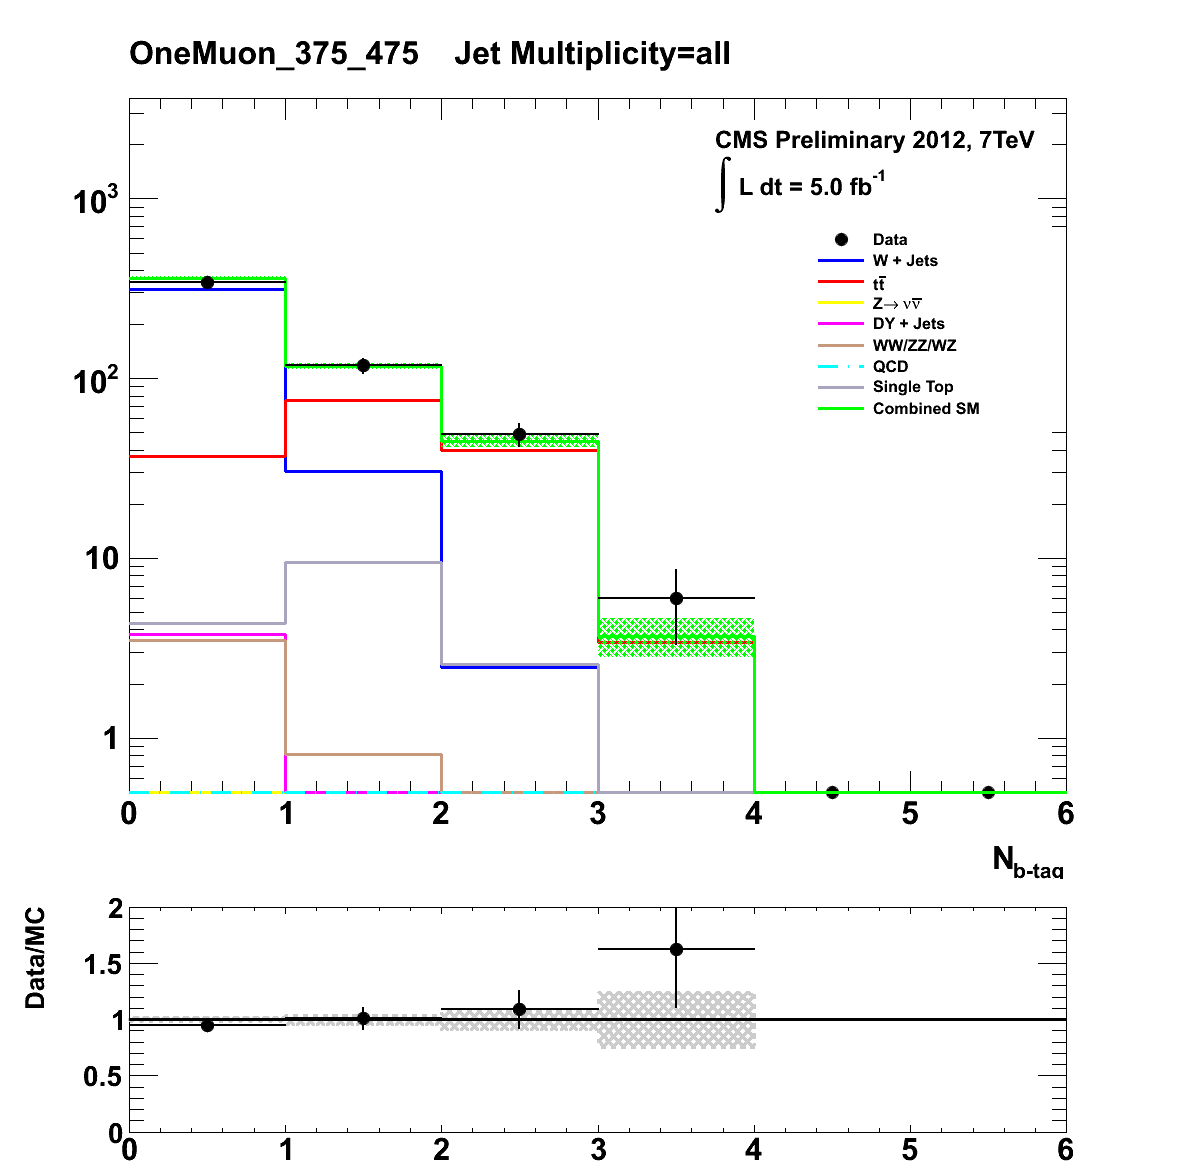 OneMuon_375_475 Jet Multiplicity=all
CMS Preliminary 2012, 7TeV
∫ L dt = 5.0 fb⁻¹
Data
W + Jets
tt̅
Z→ νν̅
DY + Jets
WW/ZZ/WZ
QCD
Single Top
Combined SM
10³
10²
10
1
0 1 2 3 4 5 6
N_b-tag
Data/MC
2
1.5
1
0.5
0
0 1 2 3 4 5 6